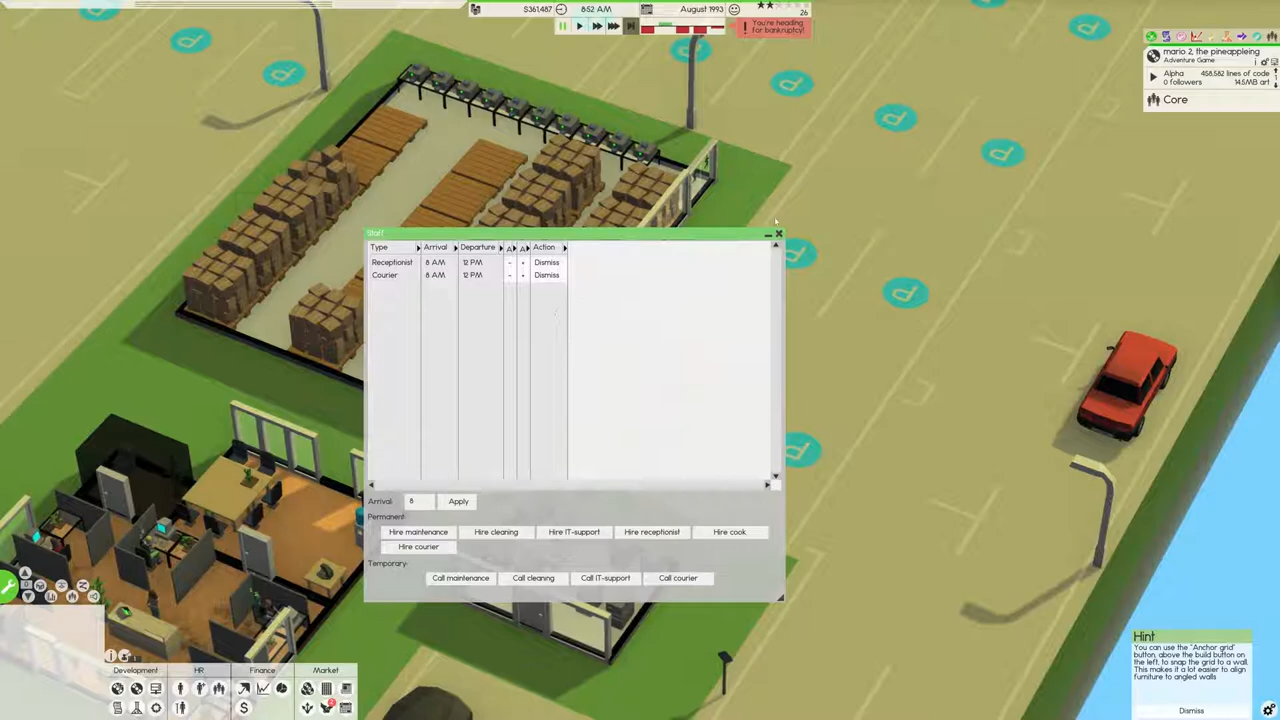 $361,487
8:52 AM
August 1993
26
You're heading
for bankruptcy!
mario 2, the pineappleing
Adventure Game
Alpha 458,582 lines of code
0 followers 14.5MB art
Core
Staff
Type Arrival Departure A A Action
Receptionist 8 AM 12 PM - • Dismiss
Courier 8 AM 12 PM - • Dismiss
Arrival: 8 Apply
Permanent:
Hire maintenance Hire cleaning Hire IT-support Hire receptionist Hire cook
Hire courier
Temporary:
Call maintenance Call cleaning Call IT-support Call courier
Development HR Finance Market
Hint
You can use the "Anchor grid"
button, above the build button on
the left, to snap the grid to a wall.
This makes it a lot easier to align
furniture to angled walls
Dismiss